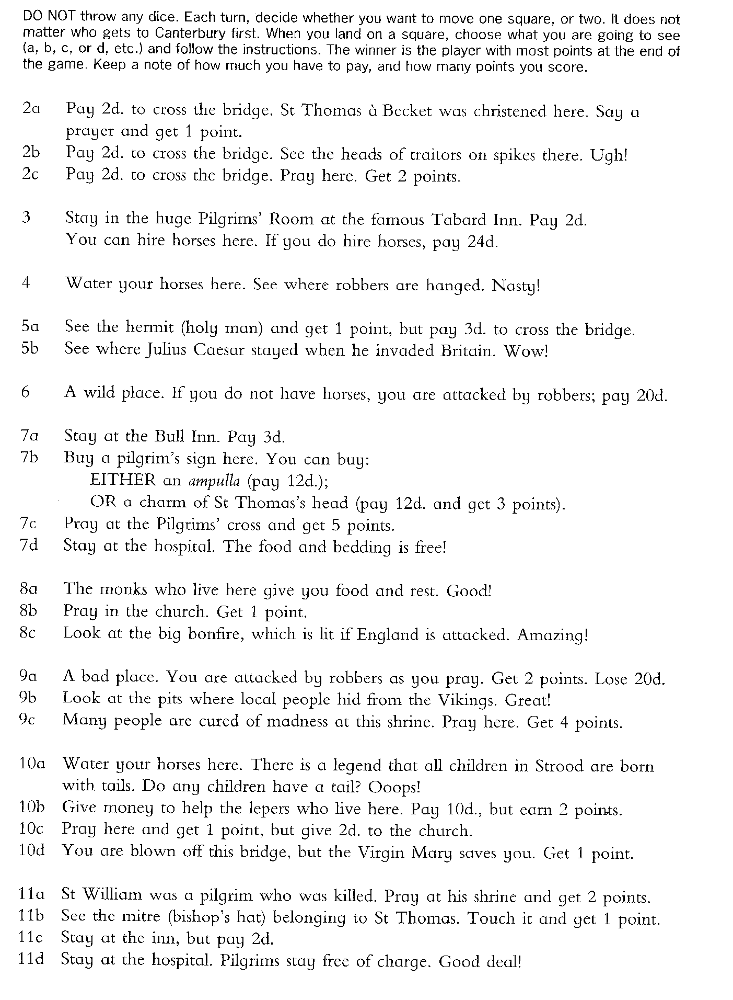 DO NOT throw any dice. Each turn, decide whether you want to move one square, or two. It does not
matter who gets to Canterbury first. When you land on a square, choose what you are going to see
(a, b, c, or d, etc.) and follow the instructions. The winner is the player with most points at the end of
the game. Keep a note of how much you have to pay, and how many points you score.
2a Pay 2d. to cross the bridge. St Thomas à Becket was christened here. Say a
prayer and get 1 point.
2b Pay 2d. to cross the bridge. See the heads of traitors on spikes there. Ugh!
2c Pay 2d. to cross the bridge. Pray here. Get 2 points.
3 Stay in the huge Pilgrims' Room at the famous Tabard Inn. Pay 2d.
You can hire horses here. If you do hire horses, pay 24d.
4 Water your horses here. See where robbers are hanged. Nasty!
5a See the hermit (holy man) and get 1 point, but pay 3d. to cross the bridge.
5b See where Julius Caesar stayed when he invaded Britain. Wow!
6 A wild place. If you do not have horses, you are attacked by robbers; pay 20d.
7a Stay at the Bull Inn. Pay 3d.
7b Buy a pilgrim's sign here. You can buy:
EITHER an ampulla (pay 12d.);
OR a charm of St Thomas's head (pay 12d. and get 3 points).
7c Pray at the Pilgrims' cross and get 5 points.
7d Stay at the hospital. The food and bedding is free!
8a The monks who live here give you food and rest. Good!
8b Pray in the church. Get 1 point.
8c Look at the big bonfire, which is lit if England is attacked. Amazing!
9a A bad place. You are attacked by robbers as you pray. Get 2 points. Lose 20d.
9b Look at the pits where local people hid from the Vikings. Great!
9c Many people are cured of madness at this shrine. Pray here. Get 4 points.
10a Water your horses here. There is a legend that all children in Strood are born
with tails. Do any children have a tail? Ooops!
10b Give money to help the lepers who live here. Pay 10d., but earn 2 points.
10c Pray here and get 1 point, but give 2d. to the church.
10d You are blown off this bridge, but the Virgin Mary saves you. Get 1 point.
11a St William was a pilgrim who was killed. Pray at his shrine and get 2 points.
11b See the mitre (bishop's hat) belonging to St Thomas. Touch it and get 1 point.
11c Stay at the inn, but pay 2d.
11d Stay at the hospital. Pilgrims stay free of charge. Good deal!